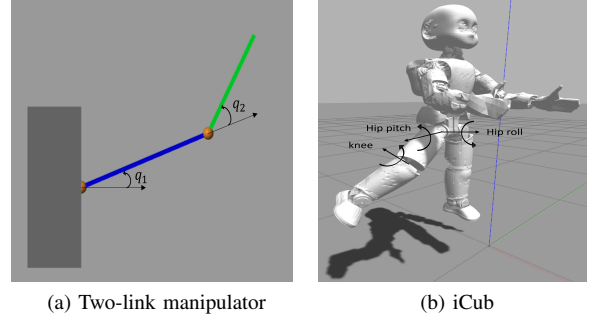 q2
q1
Hip pitch
Hip roll
knee
(a) Two-link manipulator
(b) iCub